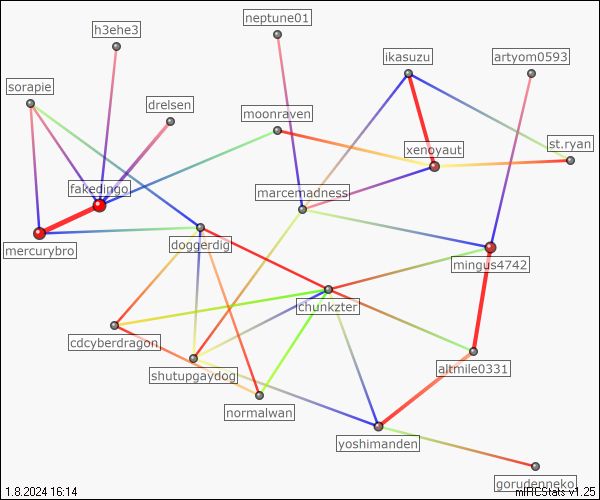 neptune01
h3ehe3
ikasuzu
artyom0593
sorapie
drelsen
moonraven
st.ryan
xenoyaut
fakedingo
marcemadness
mercurybro
doggerdig
mingus4742
chunkzter
cdcyberdragon
shutupgaydog
altmile0331
normalwan
yoshimanden
gorudenneko
1.8.2024 16:14
mIRCStats v1.25